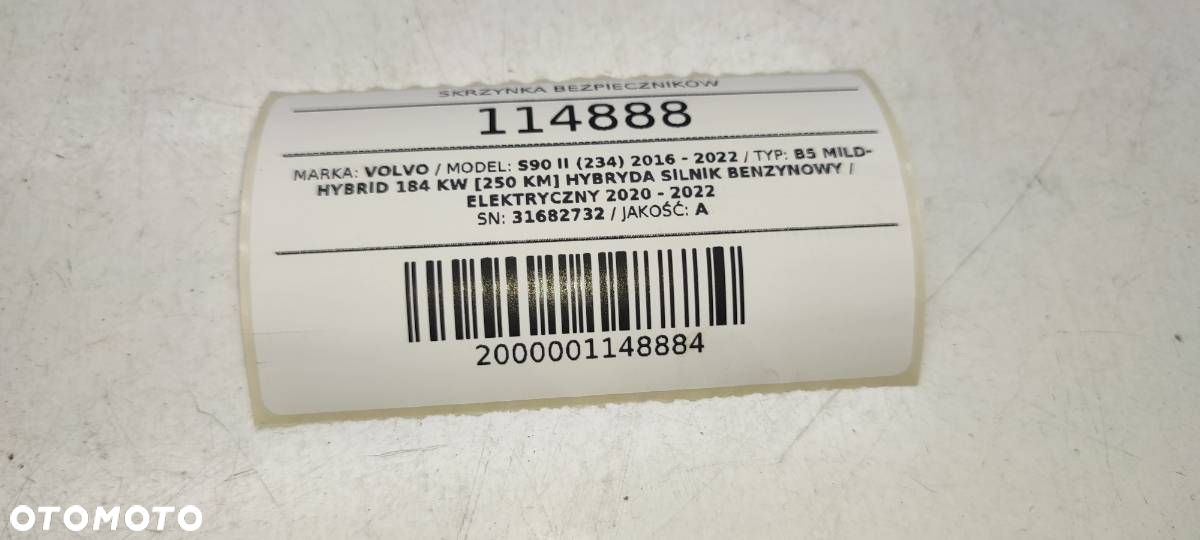 SKRZYNKA BEZPIECZNIKÓW
114888
MARKA: VOLVO / MODEL: S90 II (234) 2016 - 2022 / TYP: B5 MILD-
HYBRID 184 KW [250 KM] HYBRYDA SILNIK BENZYNOWY /
ELEKTRYCZNY 2020 - 2022
SN: 31682732 / JAKOŚĆ: A
2000001148884
OTOMOTO